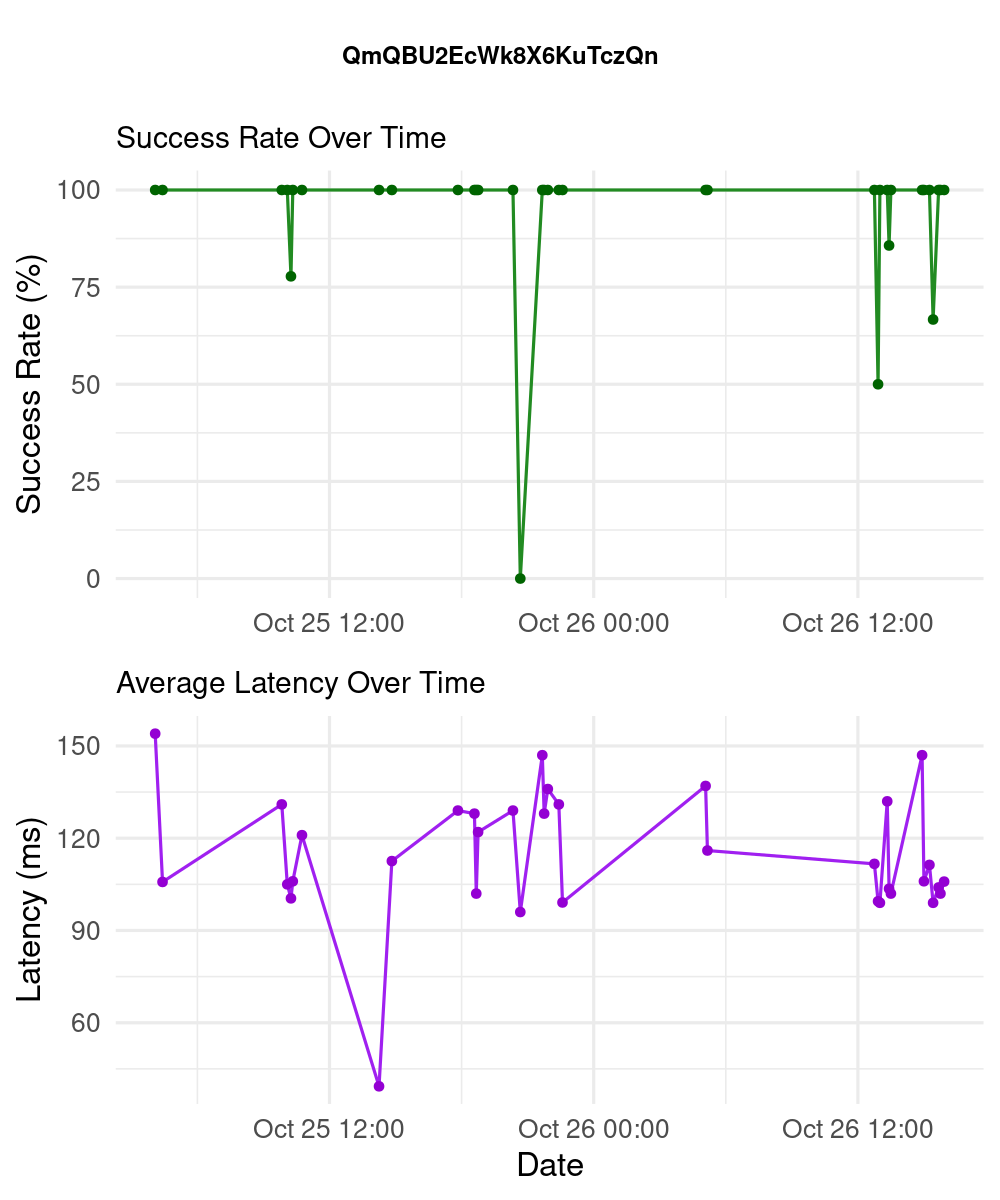 QmQBU2EcWk8X6KuTczQn
Success Rate Over Time
Success Rate (%)
100
75
50
25
0
Oct 25 12:00 Oct 26 00:00 Oct 26 12:00
Average Latency Over Time
Latency (ms)
150
120
90
60
Oct 25 12:00 Oct 26 00:00 Oct 26 12:00
Date